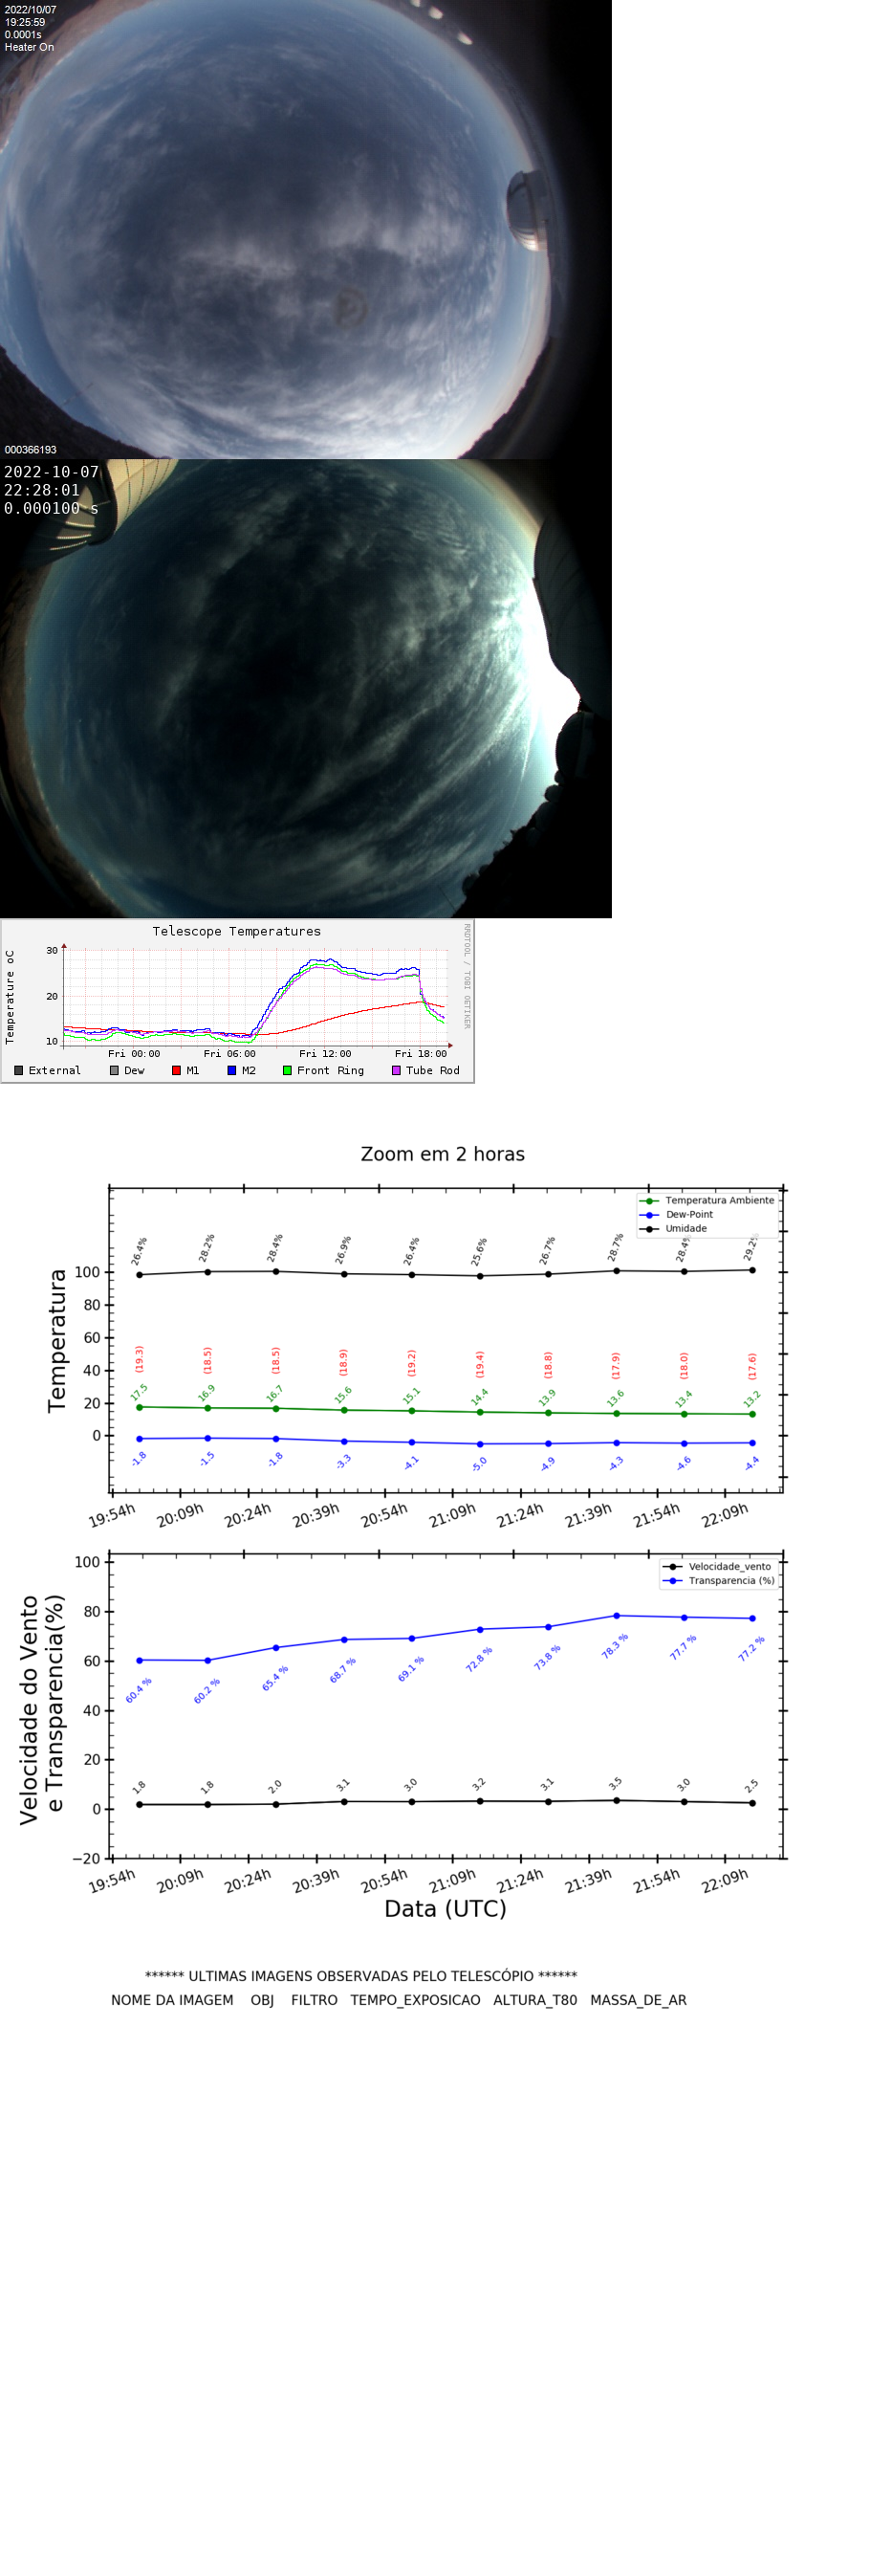 2022/10/07
19:25:59
0.0001s
Heater On
000366193
2022-10-07
22:28:01
0.000100 s
Telescope Temperatures
RRDTOOL / TOBI OETIKER
Temperature oC
30
20
10
Fri 00:00 Fri 06:00 Fri 12:00 Fri 18:00
External Dew M1 M2 Front Ring Tube Rod
Zoom em 2 horas
Temperatura Ambiente
Dew-Point
Umidade
26.4% 28.2% 28.4% 26.9% 26.4% 25.6% 26.7% 28.7% 28.4% 29.2%
Temperatura
100
80
60
40
20
0
(19.3) (18.5) (18.5) (18.9) (19.2) (19.4) (18.8) (17.9) (18.0) (17.6)
17.5 16.9 16.7 15.6 15.1 14.4 13.9 13.6 13.4 13.2
-1.8 -1.5 -1.8 -3.3 -4.1 -5.0 -4.9 -4.3 -4.6 -4.4
19:54h 20:09h 20:24h 20:39h 20:54h 21:09h 21:24h 21:39h 21:54h 22:09h
Velocidade_vento
Transparencia (%)
Velocidade do Vento
e Transparencia(%)
100
80
60
40
20
0
−20
60.4 % 60.2 % 65.4 % 68.7 % 69.1 % 72.8 % 73.8 % 78.3 % 77.7 % 77.2 %
1.8 1.8 2.0 3.1 3.0 3.2 3.1 3.5 3.0 2.5
19:54h 20:09h 20:24h 20:39h 20:54h 21:09h 21:24h 21:39h 21:54h 22:09h
Data (UTC)
****** ULTIMAS IMAGENS OBSERVADAS PELO TELESCÓPIO ******
NOME DA IMAGEM OBJ FILTRO TEMPO_EXPOSICAO ALTURA_T80 MASSA_DE_AR